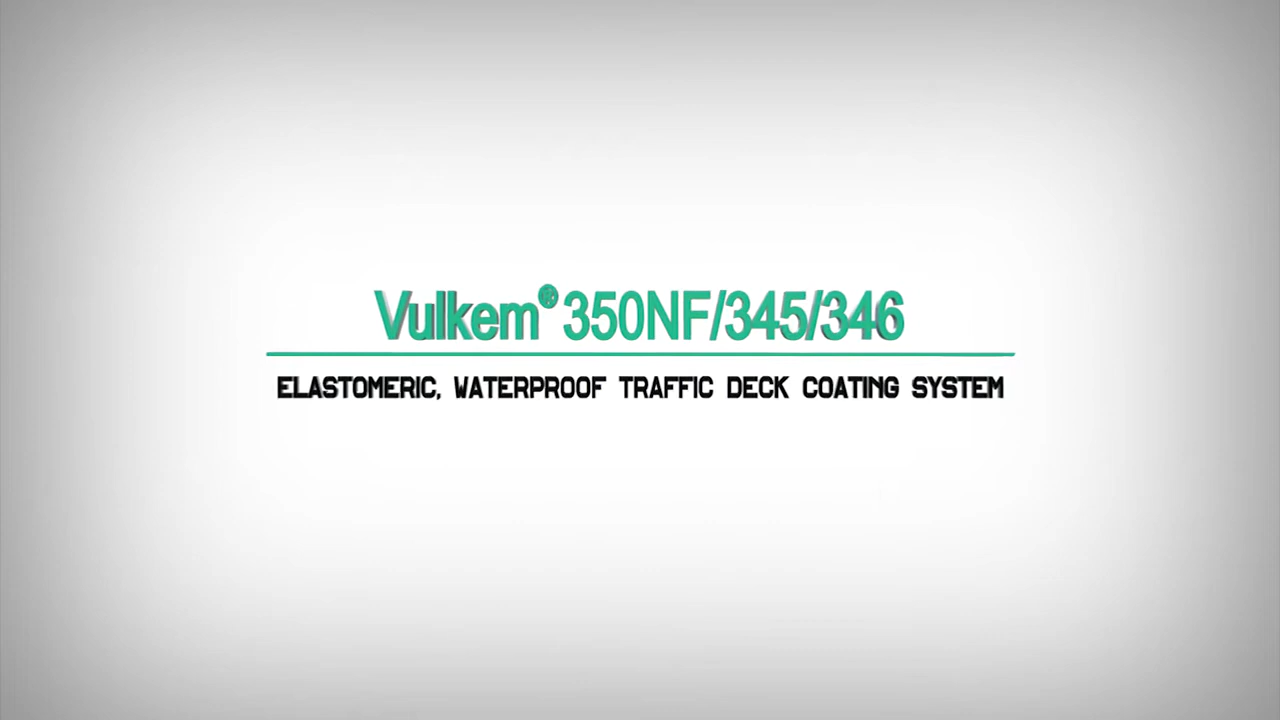 Vulkem® 350NF/345/346
ELASTOMERIC, WATERPROOF TRAFFIC DECK COATING SYSTEM